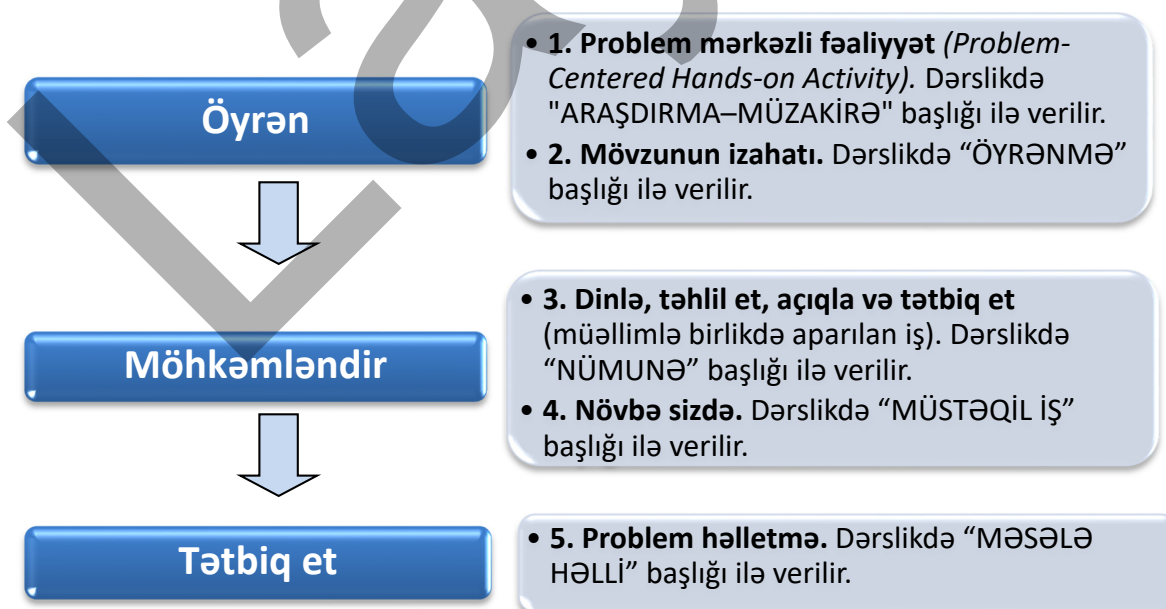 Öyrən
• 1. Problem mərkəzli fəaliyyət (Problem-
Centered Hands-on Activity). Dərslikdə
"ARAŞDIRMA–MÜZAKİRƏ" başlığı ilə verilir.
• 2. Mövzunun izahatı. Dərslikdə “ÖYRƏNMƏ”
başlığı ilə verilir.
Möhkəmləndir
• 3. Dinlə, təhlil et, açıqla və tətbiq et
(müəllimlə birlikdə aparılan iş). Dərslikdə
“NÜMUNƏ” başlığı ilə verilir.
• 4. Növbə sizdə. Dərslikdə “MÜSTƏQİL İŞ”
başlığı ilə verilir.
Tətbiq et
• 5. Problem həlletmə. Dərslikdə “MƏSƏLƏ
HƏLLİ” başlığı ilə verilir.